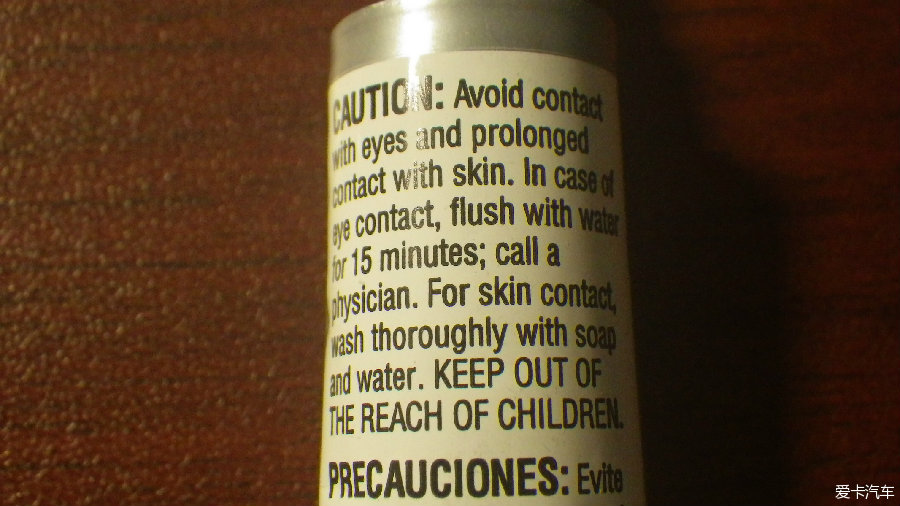 CAUTION: Avoid contact
with eyes and prolonged
contact with skin. In case of
eye contact, flush with water
for 15 minutes; call a
physician. For skin contact,
wash thoroughly with soap
and water. KEEP OUT OF
THE REACH OF CHILDREN.
PRECAUCIONES: Evite
爱卡汽车